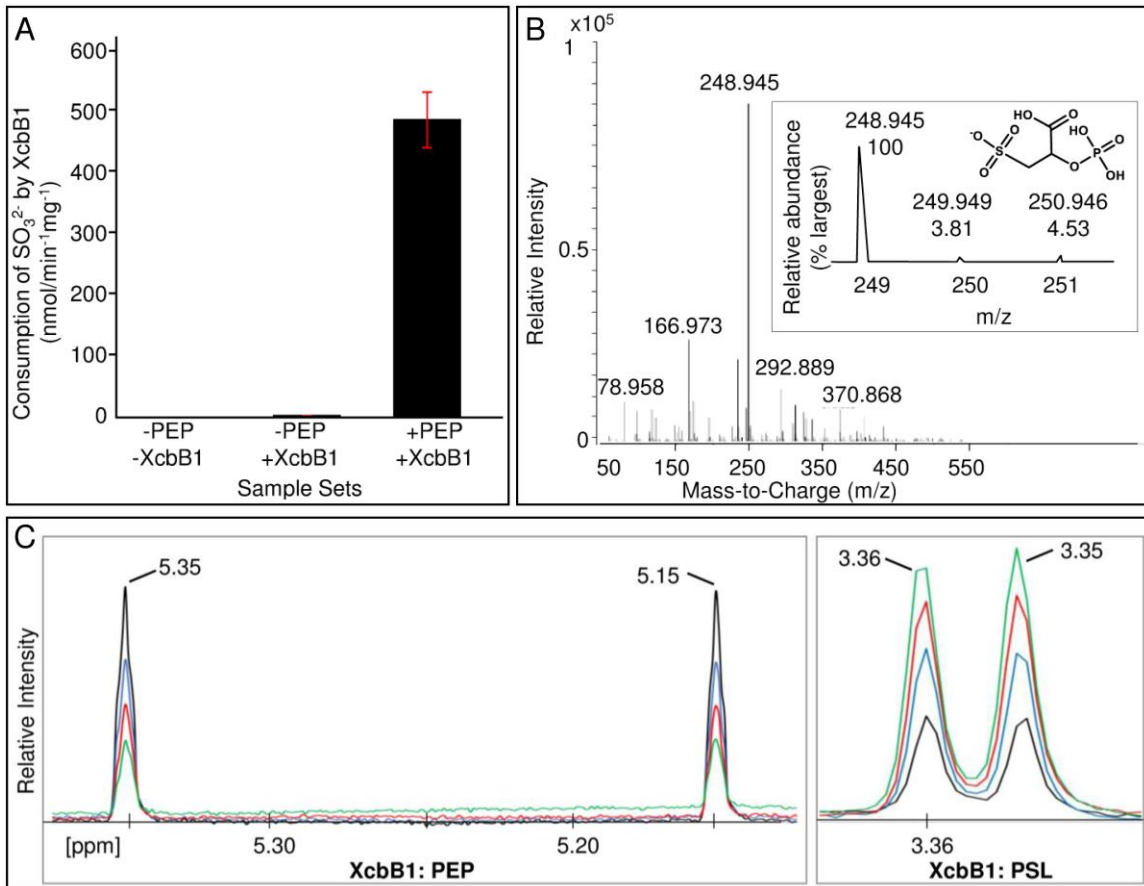 A
Consumption of SO₃²⁻ by XcbB1
(nmol/min⁻¹mg⁻¹)
600
500
400
300
200
100
0
-PEP -PEP +PEP
-XcbB1 +XcbB1 +XcbB1
Sample Sets
B
x10⁵
1
0.5
0
Relative Intensity
248.945
166.973
78.958
292.889
370.868
50 150 250 350 450 550
Mass-to-Charge (m/z)
Relative abundance
(% largest)
248.945
100
249.949
3.81
250.946
4.53
249 250 251
m/z
HO O
⁻O O HO
S P O
O O OH
C
Relative Intensity
5.35
5.15
[ppm] 5.30 5.20
XcbB1: PEP
3.36
3.35
3.36
XcbB1: PSL